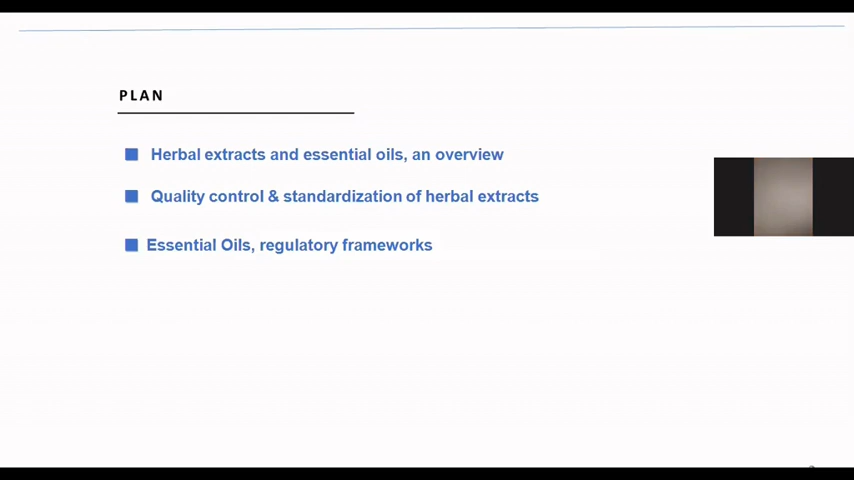 PLAN
Herbal extracts and essential oils, an overview
Quality control & standardization of herbal extracts
Essential Oils, regulatory frameworks